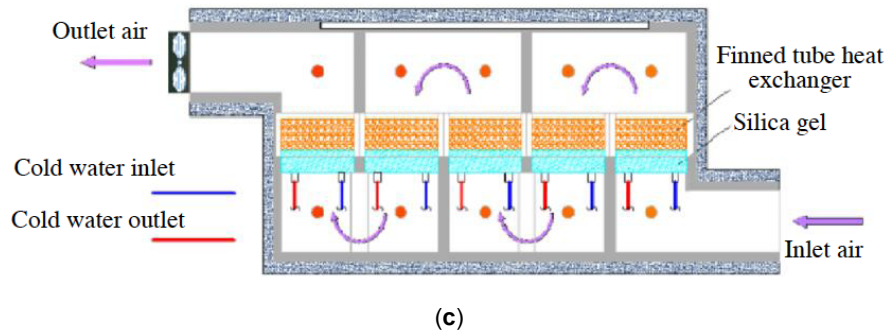 Outlet air
Finned tube heat
exchanger
Silica gel
Cold water inlet
Cold water outlet
Inlet air
(c)